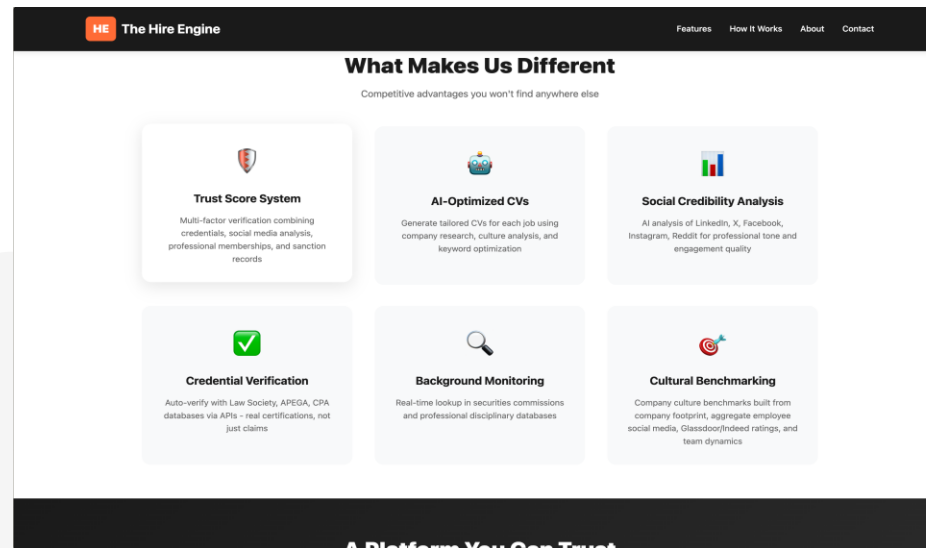 HE The Hire Engine
Features How It Works About Contact
What Makes Us Different
Competitive advantages you won't find anywhere else
Trust Score System
Multi-factor verification combining
credentials, social media analysis,
professional memberships, and sanction
records
AI-Optimized CVs
Generate tailored CVs for each job using
company research, culture analysis, and
keyword optimization
Social Credibility Analysis
AI analysis of LinkedIn, X, Facebook,
Instagram, Reddit for professional tone and
engagement quality
Credential Verification
Auto-verify with Law Society, APEGA, CPA
databases via APIs - real certifications, not
just claims
Background Monitoring
Real-time lookup in securities commissions
and professional disciplinary databases
Cultural Benchmarking
Company culture benchmarks built from
company footprint, aggregate employee
social media, Glassdoor/Indeed ratings, and
team dynamics
A Platform You Can Trust